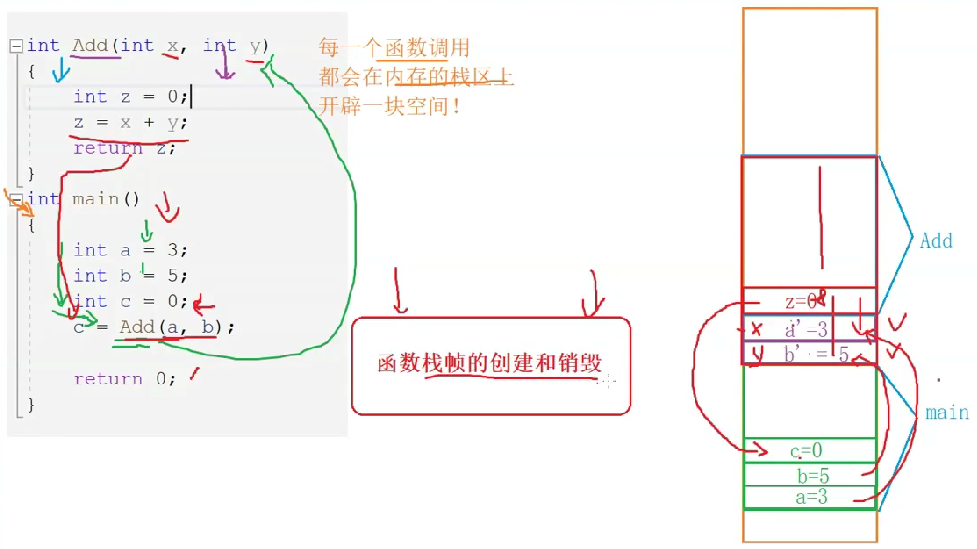 int Add(int x, int y)
{
int z = 0;
z = x + y;
return z;
}
int main()
{
int a = 3;
int b = 5;
int c = 0;
c = Add(a, b);
return 0;
}
每一个函数调用
都会在内存的栈区上
开辟一块空间！
函数栈帧的创建和销毁
Add
z=0 8
x a'=3
y b'=5
main
c=0
b=5
a=3